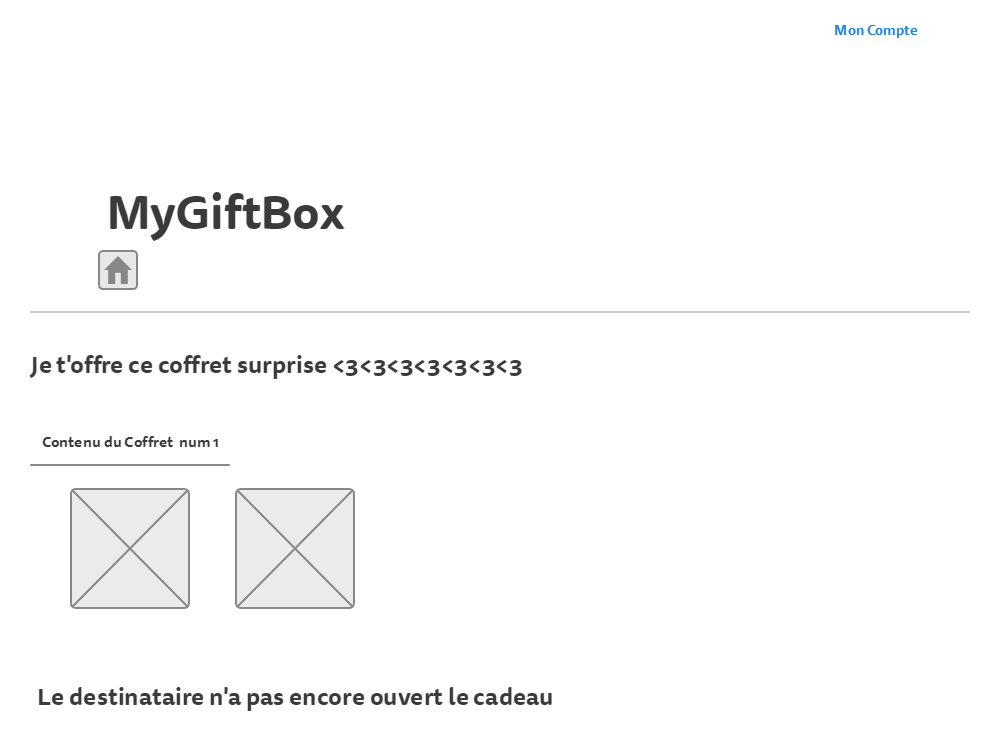 Mon Compte
MyGiftBox
Je t'offre ce coffret surprise <3<3<3<3<3<3<3
Contenu du Coffret num 1
Le destinataire n'a pas encore ouvert le cadeau